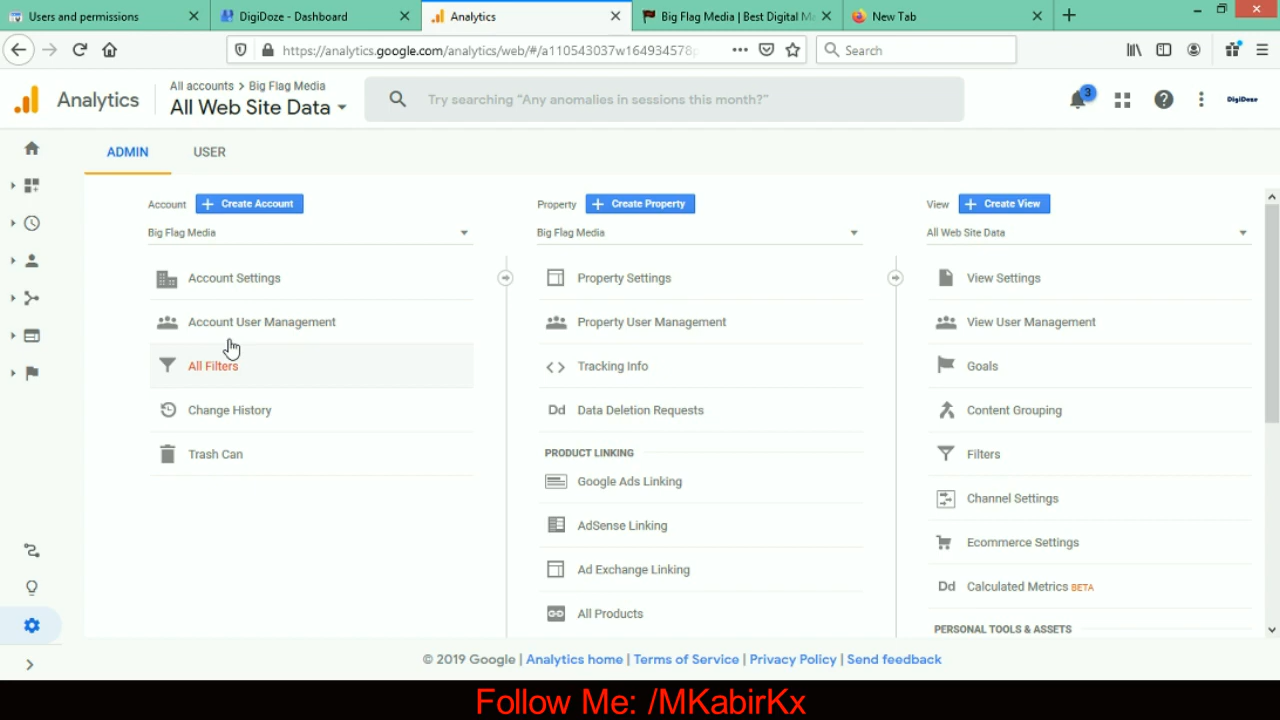 Users and permissions
DigiDoze - Dashboard
Analytics
Big Flag Media | Best Digital Ma
New Tab
https://analytics.google.com/analytics/web/#/a110543037w164934578p
Search
Analytics
All accounts > Big Flag Media
All Web Site Data
Try searching “Any anomalies in sessions this month?”
3
DigiDoze
ADMIN
USER
Account
Create Account
Big Flag Media
Account Settings
Account User Management
All Filters
Change History
Trash Can
Property
Create Property
Big Flag Media
Property Settings
Property User Management
Tracking Info
Dd Data Deletion Requests
PRODUCT LINKING
Google Ads Linking
AdSense Linking
Ad Exchange Linking
All Products
View
Create View
All Web Site Data
View Settings
View User Management
Goals
Content Grouping
Filters
Channel Settings
Ecommerce Settings
Dd Calculated Metrics BETA
PERSONAL TOOLS & ASSETS
© 2019 Google | Analytics home | Terms of Service | Privacy Policy | Send feedback
Follow Me: /MKabirKx